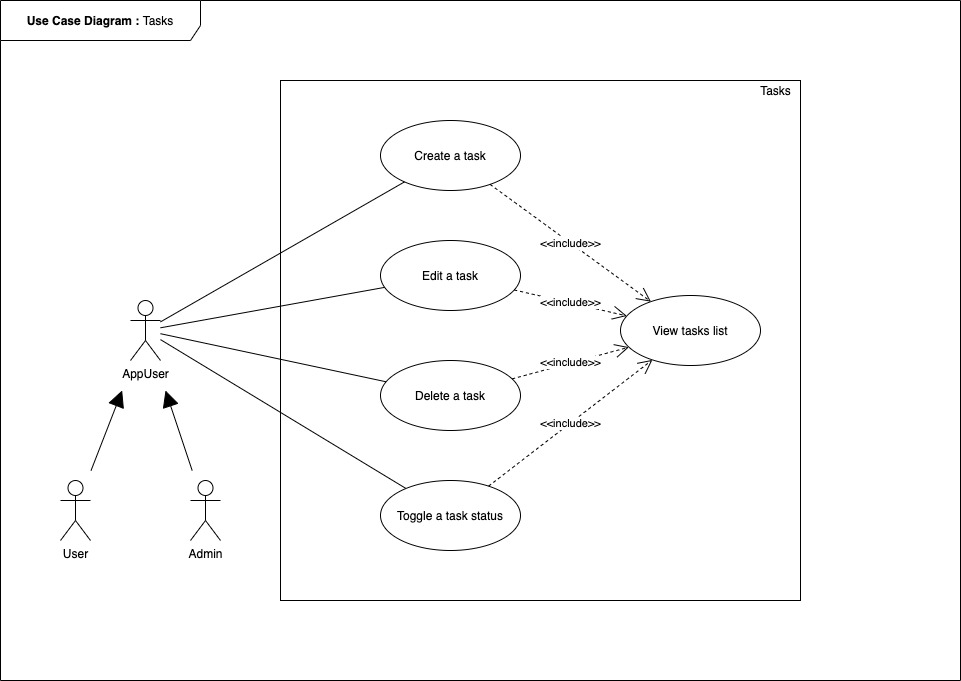 Use Case Diagram : Tasks
Tasks
Create a task
<<include>>
Edit a task
<<include>>
View tasks list
AppUser
<<include>>
Delete a task
<<include>>
Toggle a task status
User
Admin